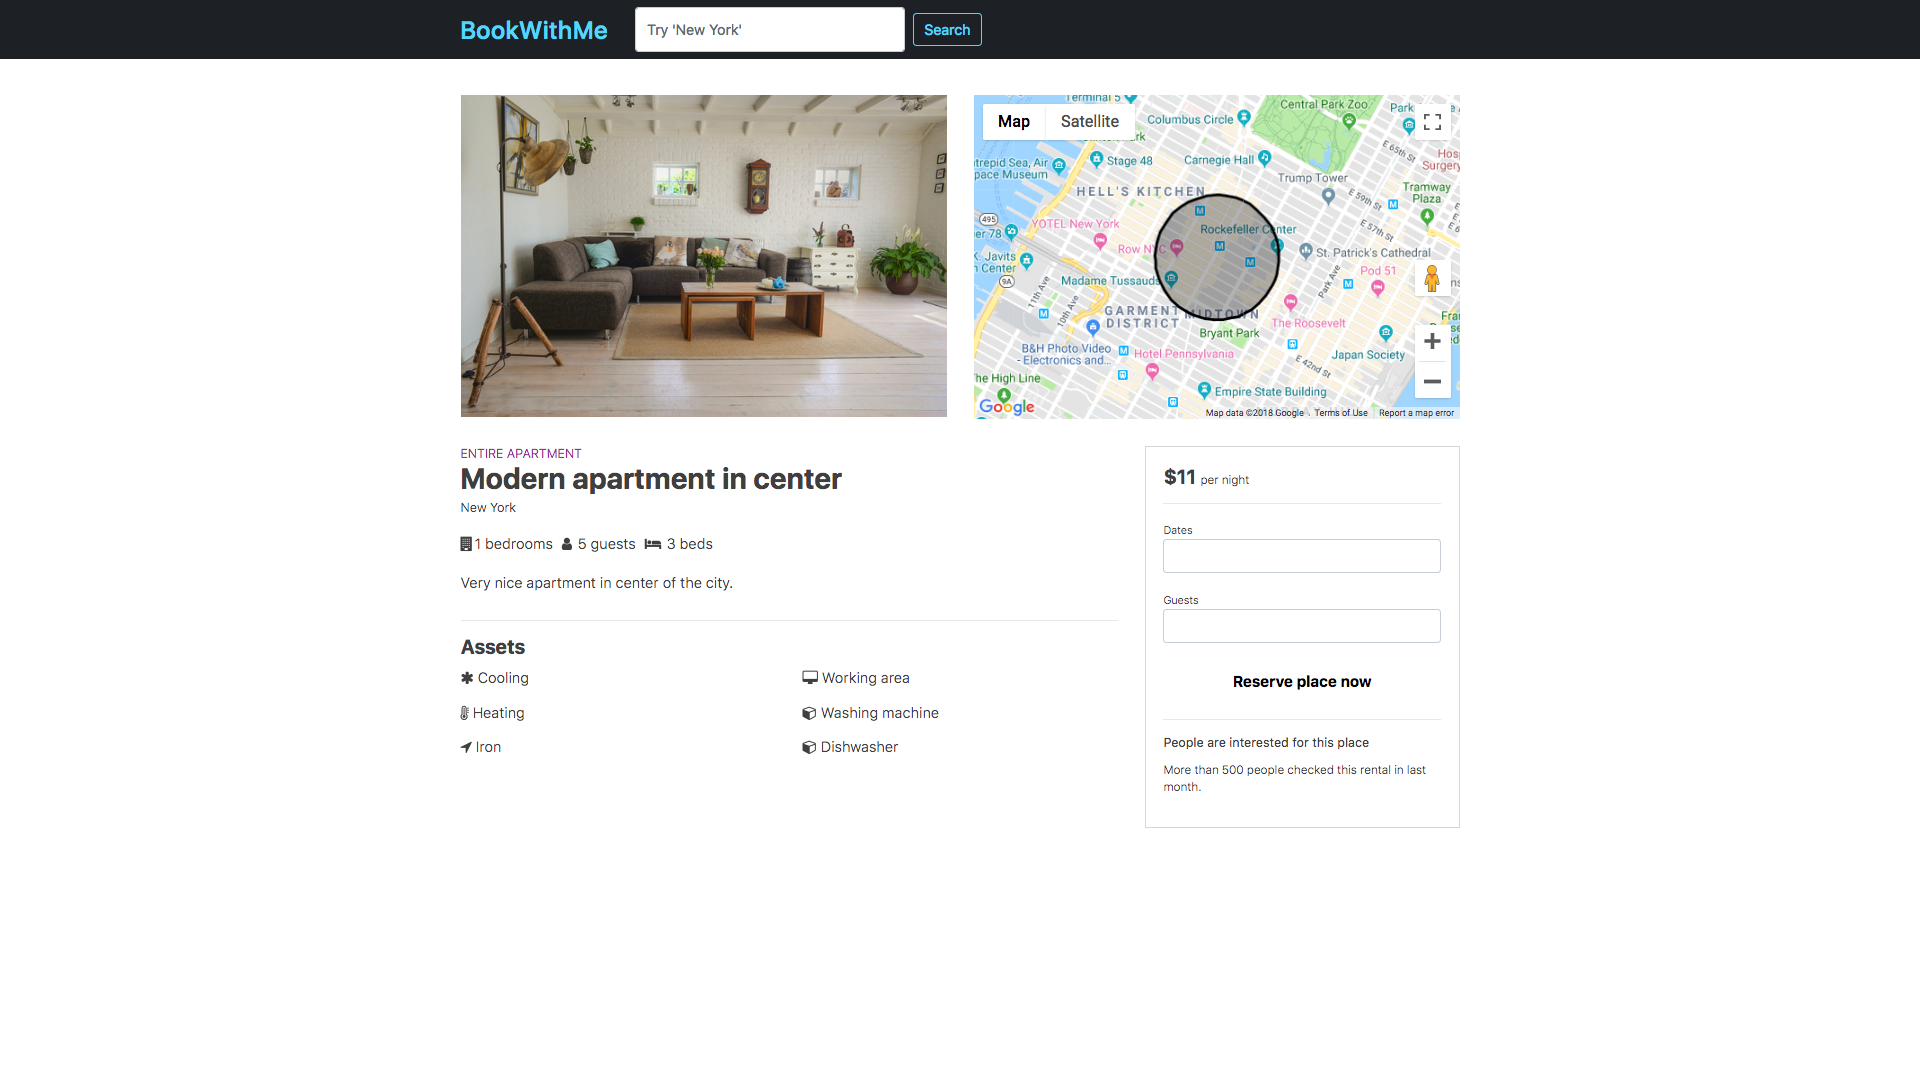 BookWithMe
Try 'New York'
Search
Terminal 5
Central Park Zoo
Park
Map
Satellite
Columbus Circle
rk
E 65th St
Hosp
Surgery
Intrepid Sea, Air
Space Museum
Stage 48
Carnegie Hall
Trump Tower
Tramway
Plaza
HELL'S KITCHEN
E 59th St
495
YOTEL New York
Rockefeller Center
E 57th St
er 78
Row NYC
St. Patrick's Cathedral
K. Javits
n Center
Pod 51
9A
Madame Tussauds
11th Ave
10th Ave
Park Ave
GARMENT
DISTRICT
MIDTOWN
The Roosevelt
Bryant Park
B&H Photo Video
- Electronics and...
Hotel Pennsylvania
Japan Society
E 42nd St
The High Line
Empire State Building
Google
Map data ©2018 Google
Terms of Use
Report a map error
ENTIRE APARTMENT
Modern apartment in center
New York
1 bedrooms 5 guests 3 beds
Very nice apartment in center of the city.
Assets
Cooling
Working area
Heating
Washing machine
Iron
Dishwasher
$11 per night
Dates
Guests
Reserve place now
People are interested for this place
More than 500 people checked this rental in last
month.